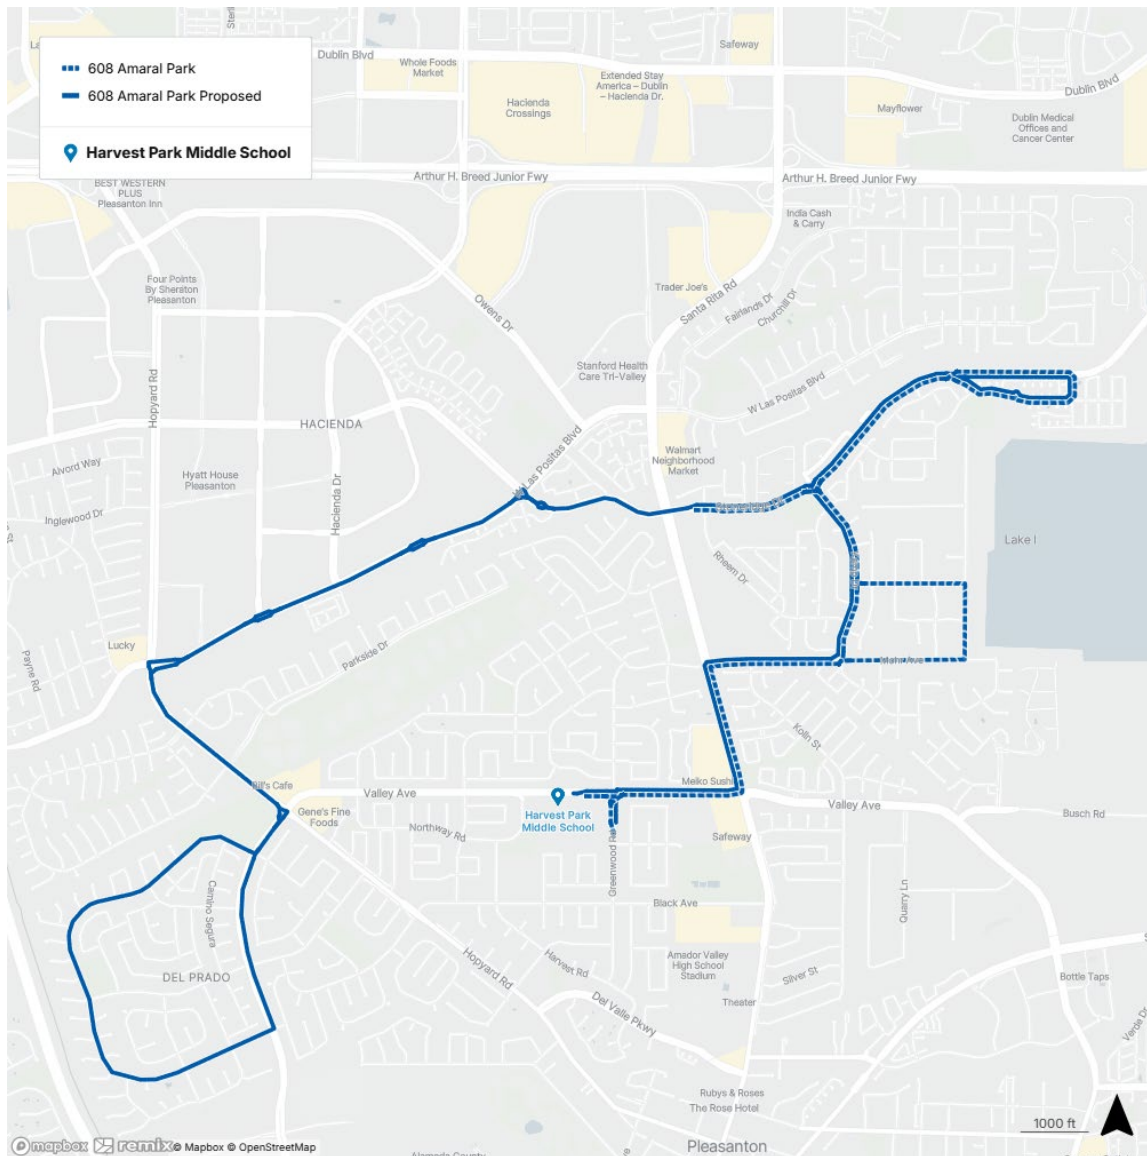 608 Amaral Park
608 Amaral Park Proposed
Harvest Park Middle School
Dublin Blvd
Whole Foods
Market
Safeway
Extended Stay
America – Dublin
– Hacienda Dr.
Hacienda
Crossings
Dublin Blvd
Mayflower
Dublin Medical
Offices and
Cancer Center
Arthur H. Breed Junior Fwy
Arthur H. Breed Junior Fwy
BEST WESTERN
PLUS
Pleasanton Inn
India Cash
& Carry
Four Points
By Sheraton
Pleasanton
Trader Joe's
Santa Rita Rd
Fairlands Dr
Churchill Dr
Owens Dr
Stanford Health
Care Tri-Valley
W Las Positas Blvd
Hopyard Rd
HACIENDA
W Las Positas Blvd
Walmart
Neighborhood
Market
Alvord Way
Hyatt House
Pleasanton
Hacienda Dr
Inglewood Dr
Lake I
Rheem Dr
Lucky
Parkside Dr
Payne Rd
Mohr Ave
Kolln St
Meiko Sushi
Bill's Cafe
Valley Ave
Harvest Park
Middle School
Valley Ave
Busch Rd
Gene's Fine
Foods
Northway Rd
Safeway
Greenwood Rd
Camino Segura
Black Ave
Quarry Ln
DEL PRADO
Hopyard Rd
Harvest Rd
Amador Valley
High School
Stadium
Silver St
Bottle Taps
Theater
Del Valle Pkwy
Verde Dr
Rubys & Roses
The Rose Hotel
1000 ft
Pleasanton
mapbox remix © Mapbox © OpenStreetMap
Alameda County